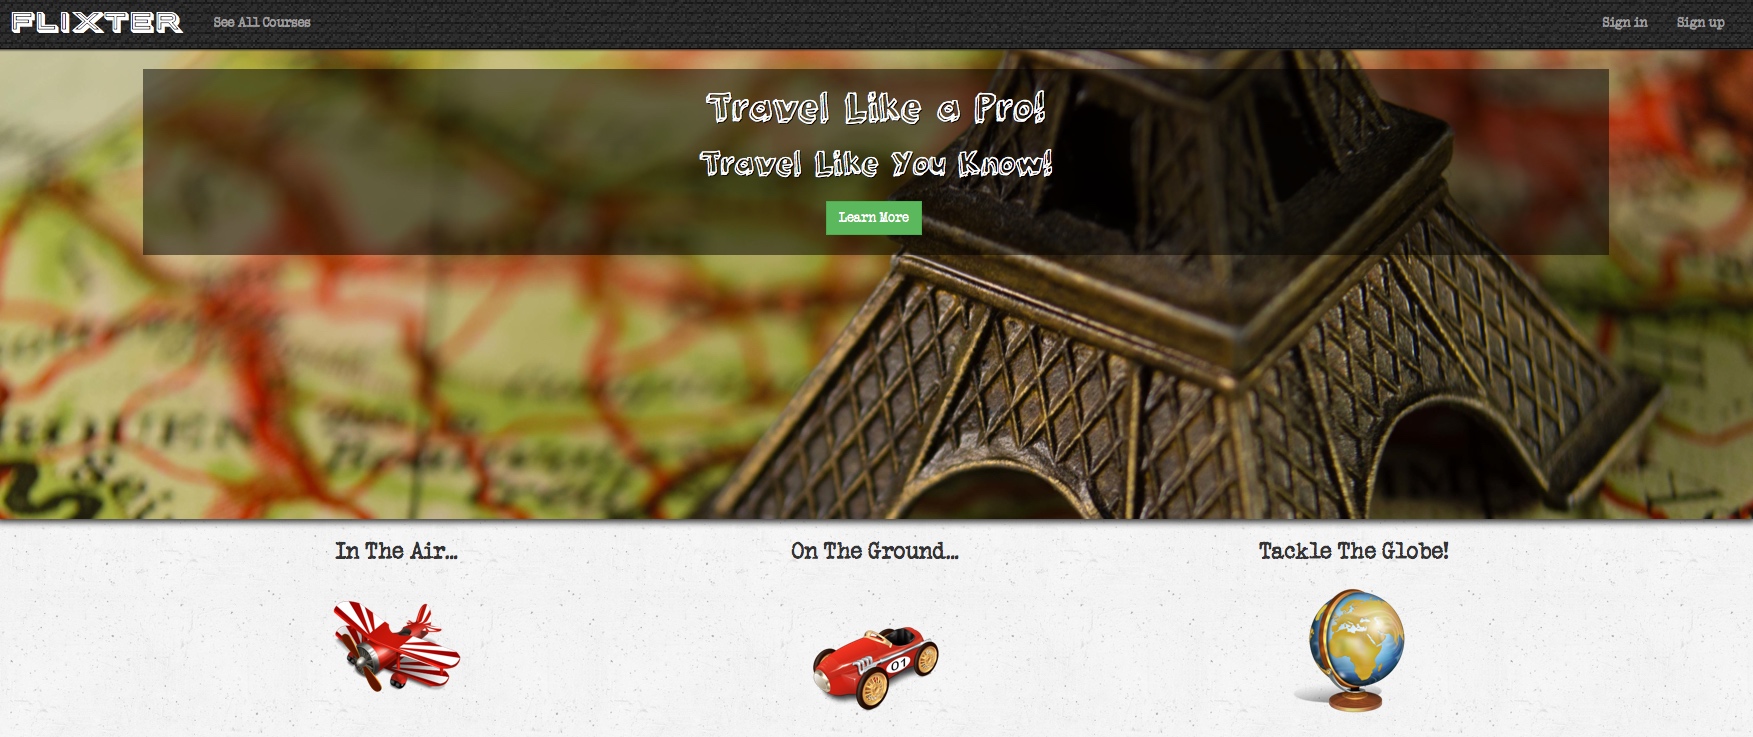 FLIXTER
See All Courses
Sign in
Sign up
Travel Like a Pro!
Travel Like You Know!
Learn More
In The Air...
On The Ground...
Tackle The Globe!
01